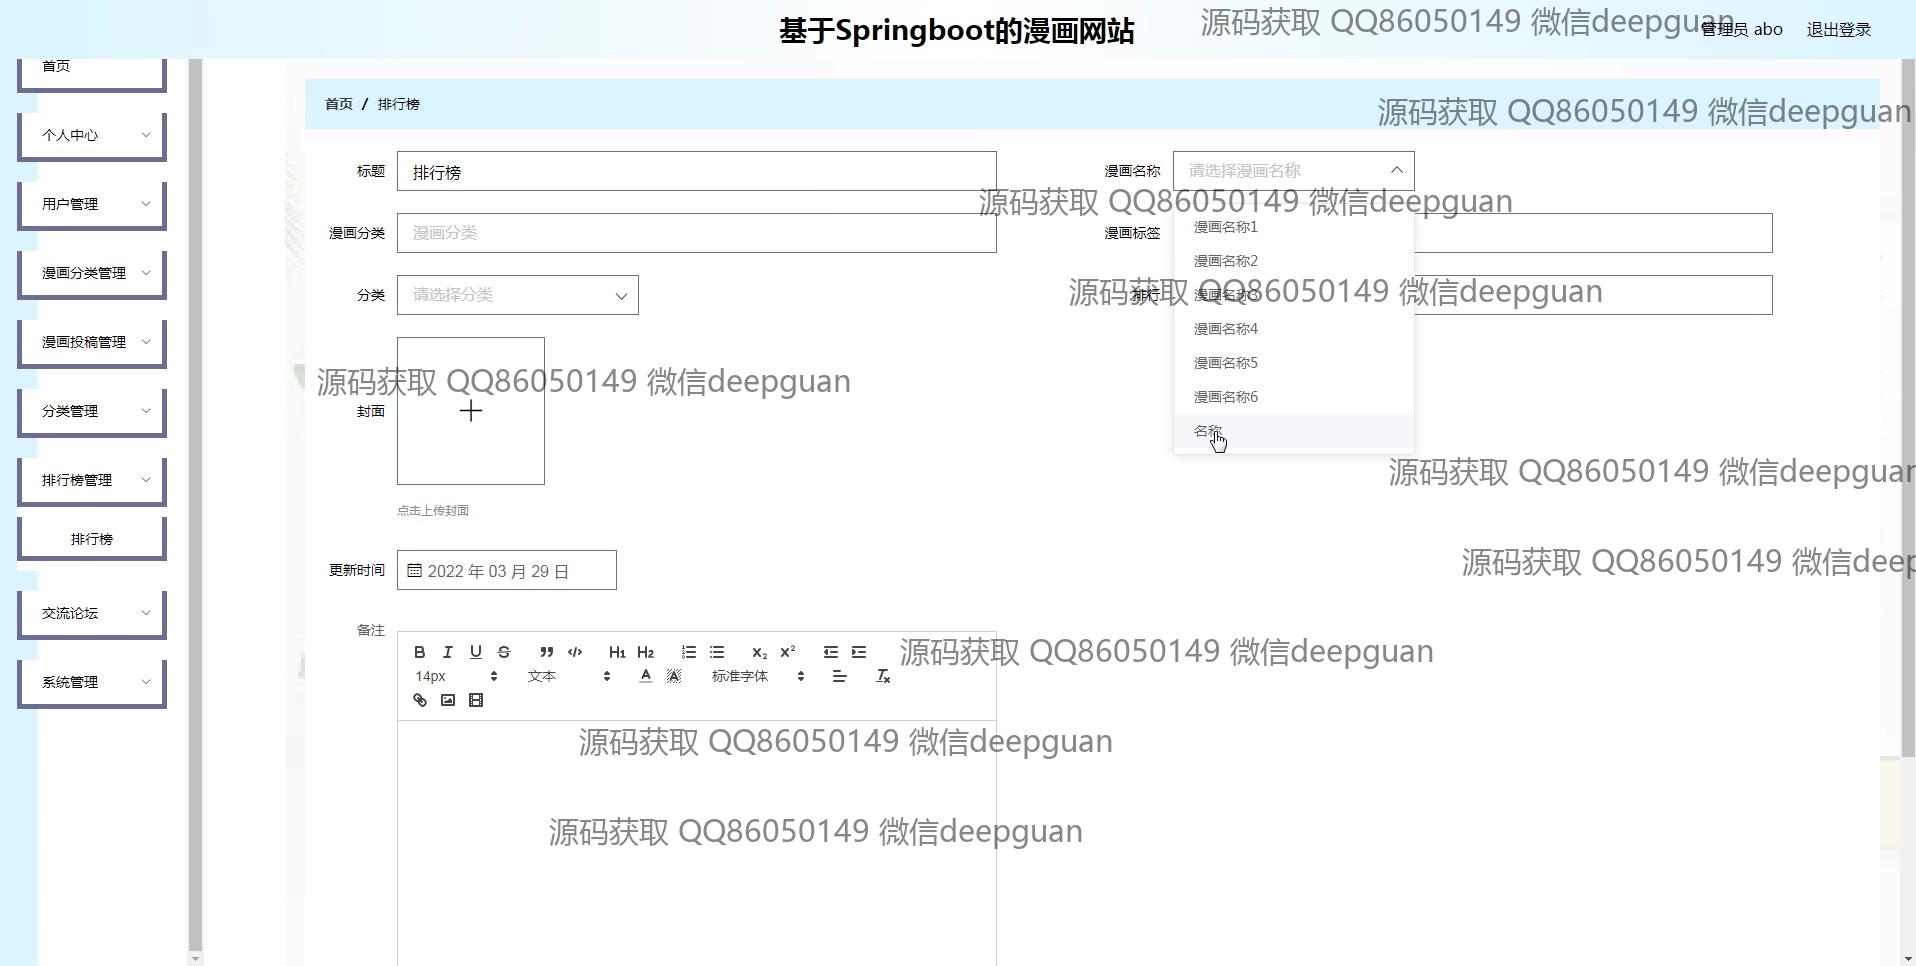 基于Springboot的漫画网站
源码获取 QQ86050149 微信deepguan
管理员 abo
退出登录
首页
个人中心
用户管理
漫画分类管理
漫画投稿管理
分类管理
排行榜管理
排行榜
交流论坛
系统管理
首页 / 排行榜
源码获取 QQ86050149 微信deepguan
标题
排行榜
漫画名称
请选择漫画名称
源码获取 QQ86050149 微信deepguan
漫画分类
漫画分类
漫画标签
漫画名称1
漫画名称2
分类
请选择分类
排行
漫画名称3
源码获取 QQ86050149 微信deepguan
漫画名称4
漫画名称5
漫画名称6
名称
源码获取 QQ86050149 微信deepguan
封面
点击上传封面
源码获取 QQ86050149 微信deepguan
更新时间
2022 年 03 月 29 日
源码获取 QQ86050149 微信deep
备注
B I U S H1 H2 X2 X2
14px 文本 A A 标准字体 Tx
源码获取 QQ86050149 微信deepguan
源码获取 QQ86050149 微信deepguan
源码获取 QQ86050149 微信deepguan